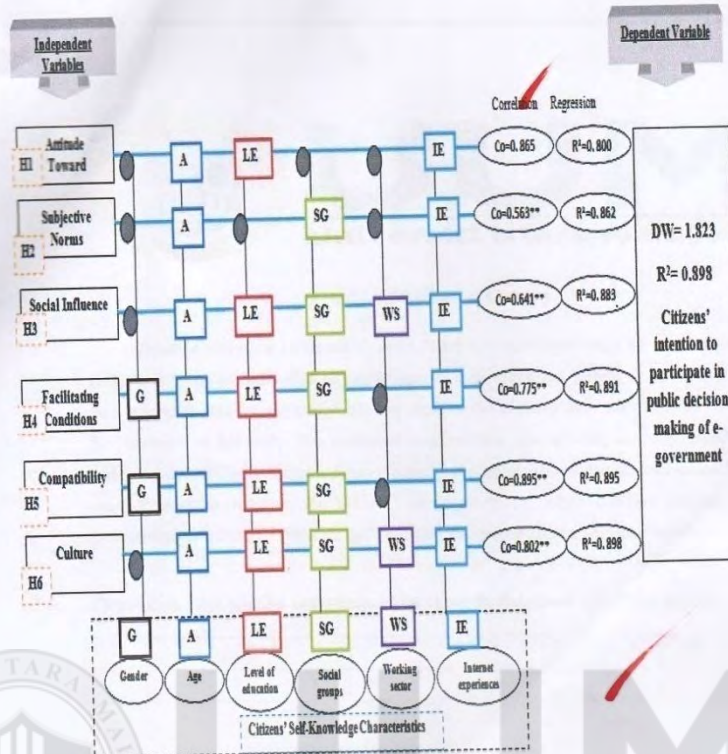 Independent
Variables
Dependent Variable
Correlation Regression
H1
Attitude
Toward
A
LE
IE
Co=0.865
R²=0.800
H2
Subjective
Norms
A
SG
IE
Co=0.563**
R²=0.862
H3
Social Influence
A
LE
SG
WS
IE
Co=0.641**
R²=0.883
H4
Facilitating
Conditions
G
A
LE
SG
IE
Co=0.775**
R²=0.891
H5
Compatibility
G
A
LE
SG
IE
Co=0.895**
R²=0.895
H6
Culture
A
LE
SG
WS
IE
Co=0.802**
R²=0.898
DW= 1.823
R²= 0.898
Citizens'
intention to
participate in
public decision
making of e-
government
G
A
LE
SG
WS
IE
Gender
Age
Level of
education
Social
groups
Working
sector
Internet
experiences
Citizens' Self-Knowledge Characteristics